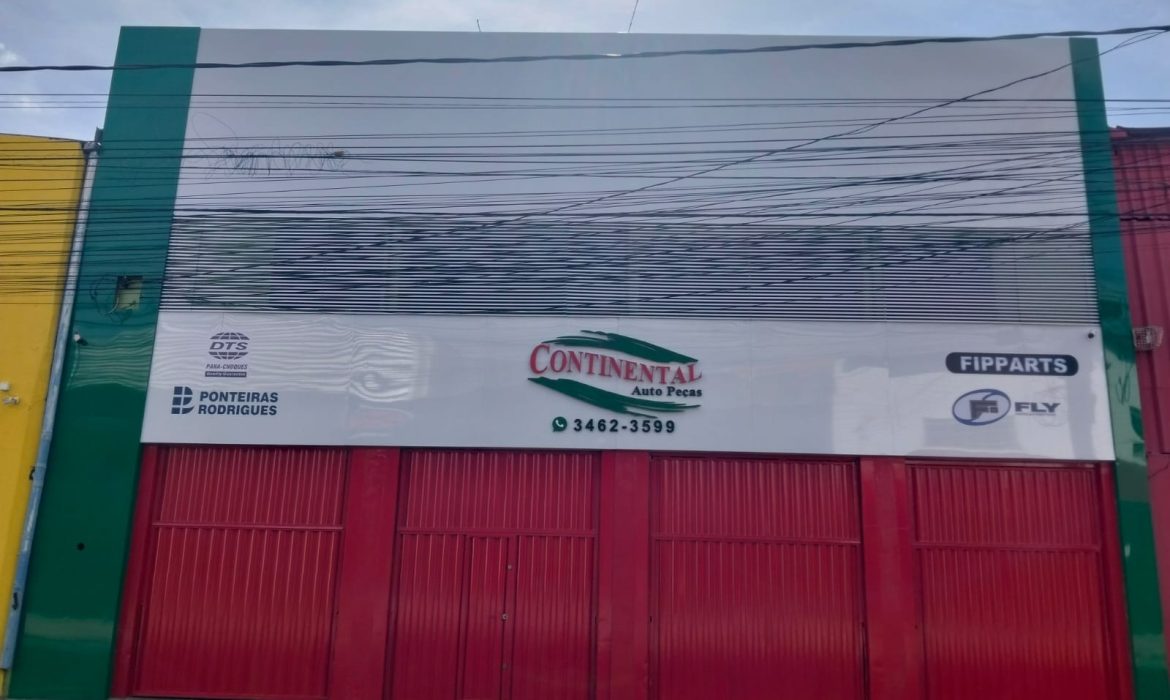 DTS
PARA-CHOQUES
PONTEIRAS
RODRIGUES
CONTINENTAL
Auto Peças
3462-3599
FIPPARTS
FLY